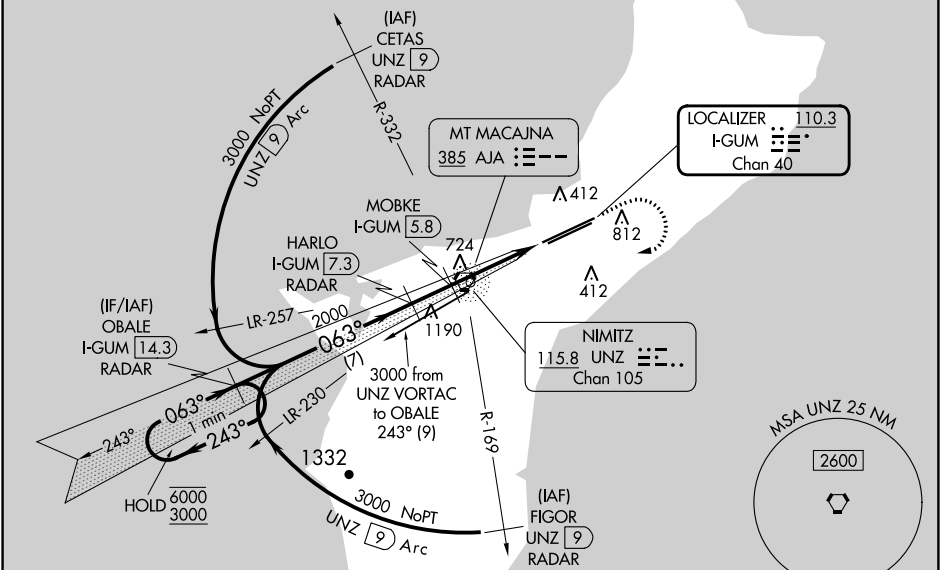 (IAF)
CETAS
UNZ 9
RADAR
3000 NoPT
UNZ 9 Arc
R-332
MT MACAJNA
385 AJA
LOCALIZER 110.3
I-GUM
Chan 40
412
812
412
MOBKE
I-GUM 5.8
724
HARLO
I-GUM 7.3
RADAR
1190
(IF/IAF)
OBALE
I-GUM 14.3
RADAR
LR-257
2000
063°
(7)
LR-230
3000 from
UNZ VORTAC
to OBALE
243° (9)
NIMITZ
115.8 UNZ
Chan 105
R-169
063°
1 min
243°
243°
HOLD 6000
3000
1332
3000 NoPT
UNZ 9 Arc
(IAF)
FIGOR
UNZ 9
RADAR
MSA UNZ 25 NM
2600